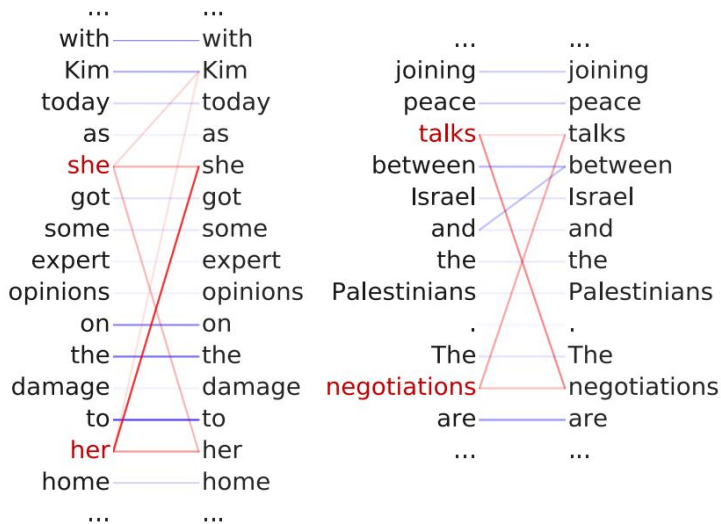 ... ...
with with
Kim Kim
today today
as as
she she
got got
some some
expert expert
opinions opinions
on on
the the
damage damage
to to
her her
home home
... ...
... ...
joining joining
peace peace
talks talks
between between
Israel Israel
and and
the the
Palestinians Palestinians
. .
The The
negotiations negotiations
are are
... ...